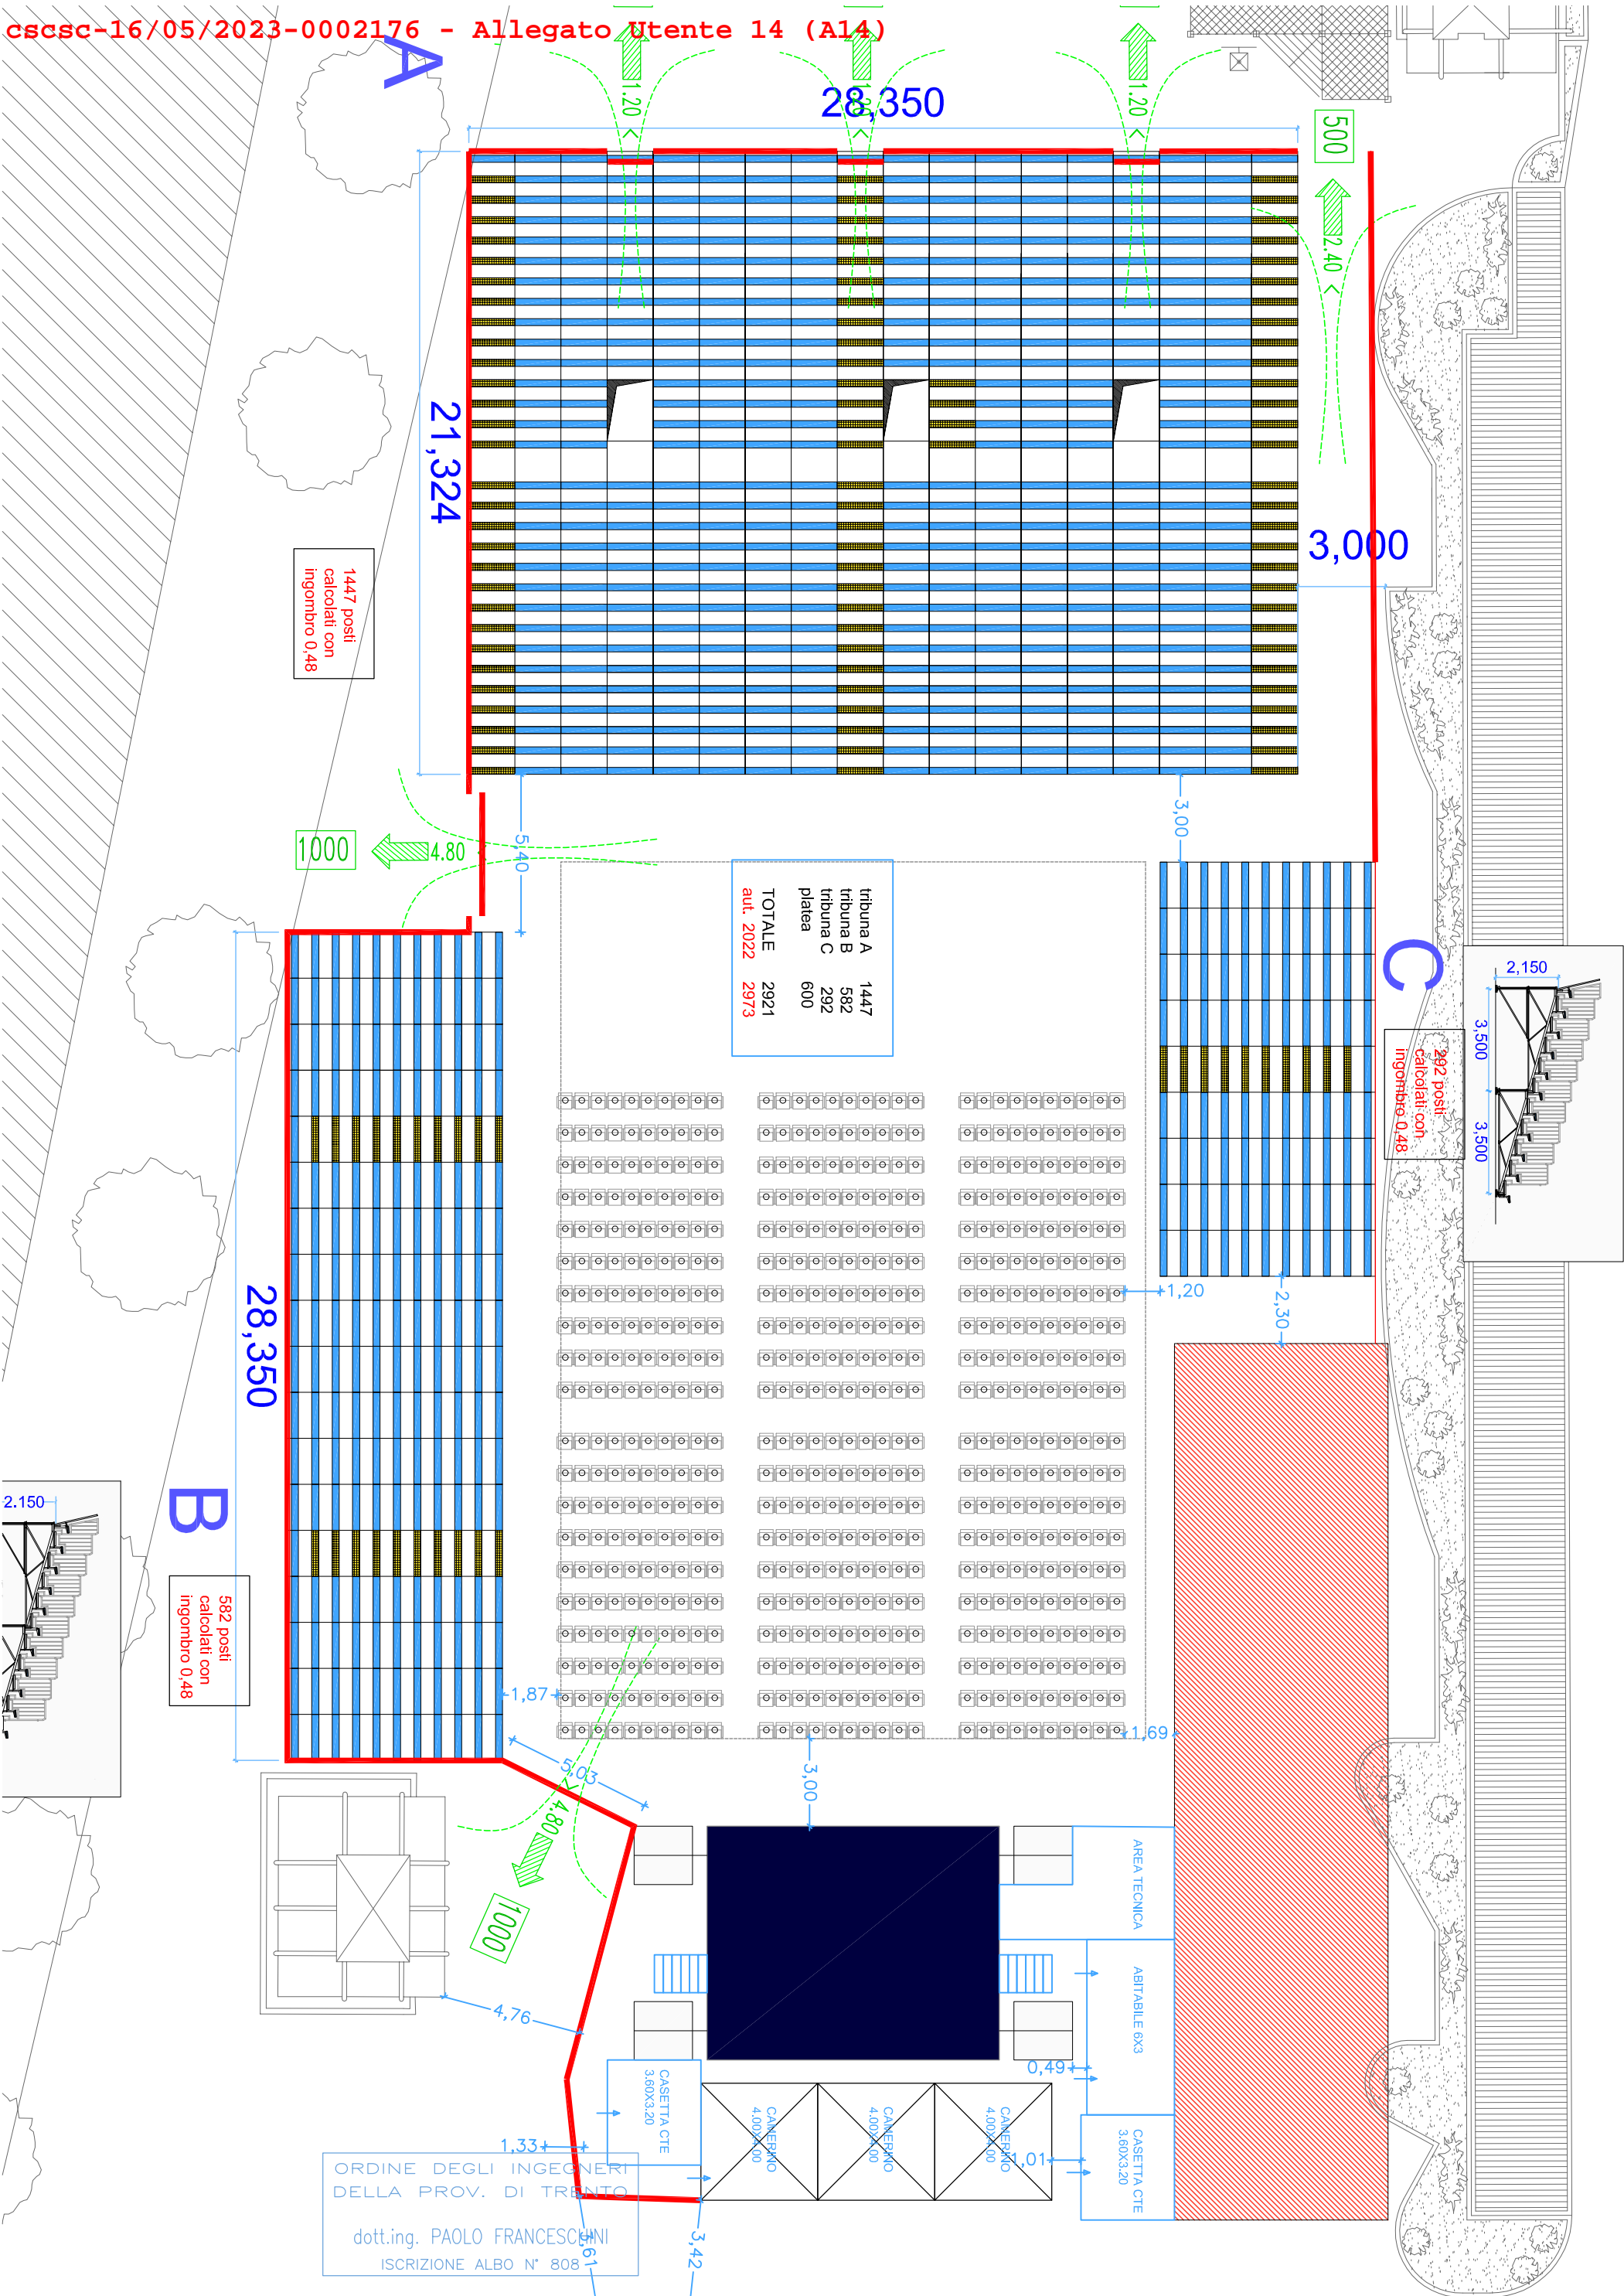 cscsc-16/05/2023-0002176 - Allegato Utente 14 (A14)
A
28,350
1.20
1.20
1.20
500
2.40
21,324
3,000
1447 posti
calcolati con
ingombro 0,48
3,00
5,40
1000
4.80
tribuna A 1447
tribuna B 582
tribuna C 292
platea 600
TOTALE 2921
aut. 2022 2973
C
2,150
3,500
3,500
292 posti
calcolati con
ingombro 0,48
1,20
2,30
28,350
B
2.150
582 posti
calcolati con
ingombro 0,48
1,87
1,69
5,03
3,00
4.80
1000
AREA TECNICA
ABITABILE 6X3
4,76
0,49
CASETTA CTE
3.60X3.20
CAMERINO
4.00X4.00
CAMERINO
4.00X4.00
CAMERINO
4.00X4.00
1,01
CASETTA CTE
3.60X3.20
1,33
ORDINE DEGLI INGEGNERI
DELLA PROV. DI TRENTO
dott.ing. PAOLO FRANCESCHINI
ISCRIZIONE ALBO N° 808
3,42